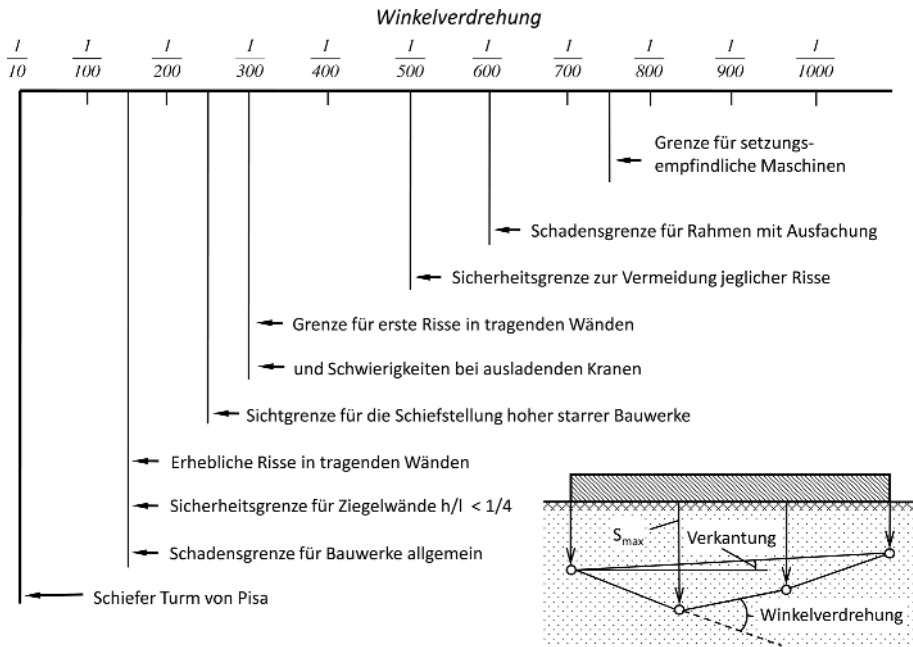 Winkelverdrehung
1/10 1/100 1/200 1/300 1/400 1/500 1/600 1/700 1/800 1/900 1/1000
Grenze für setzungs-
empfindliche Maschinen
Schadensgrenze für Rahmen mit Ausfachung
Sicherheitsgrenze zur Vermeidung jeglicher Risse
Grenze für erste Risse in tragenden Wänden
und Schwierigkeiten bei ausladenden Kranen
Sichtgrenze für die Schiefstellung hoher starrer Bauwerke
Erhebliche Risse in tragenden Wänden
Sicherheitsgrenze für Ziegelwände h/l < 1/4
Schadensgrenze für Bauwerke allgemein
Schiefer Turm von Pisa
Smax
Verkantung
Winkelverdrehung